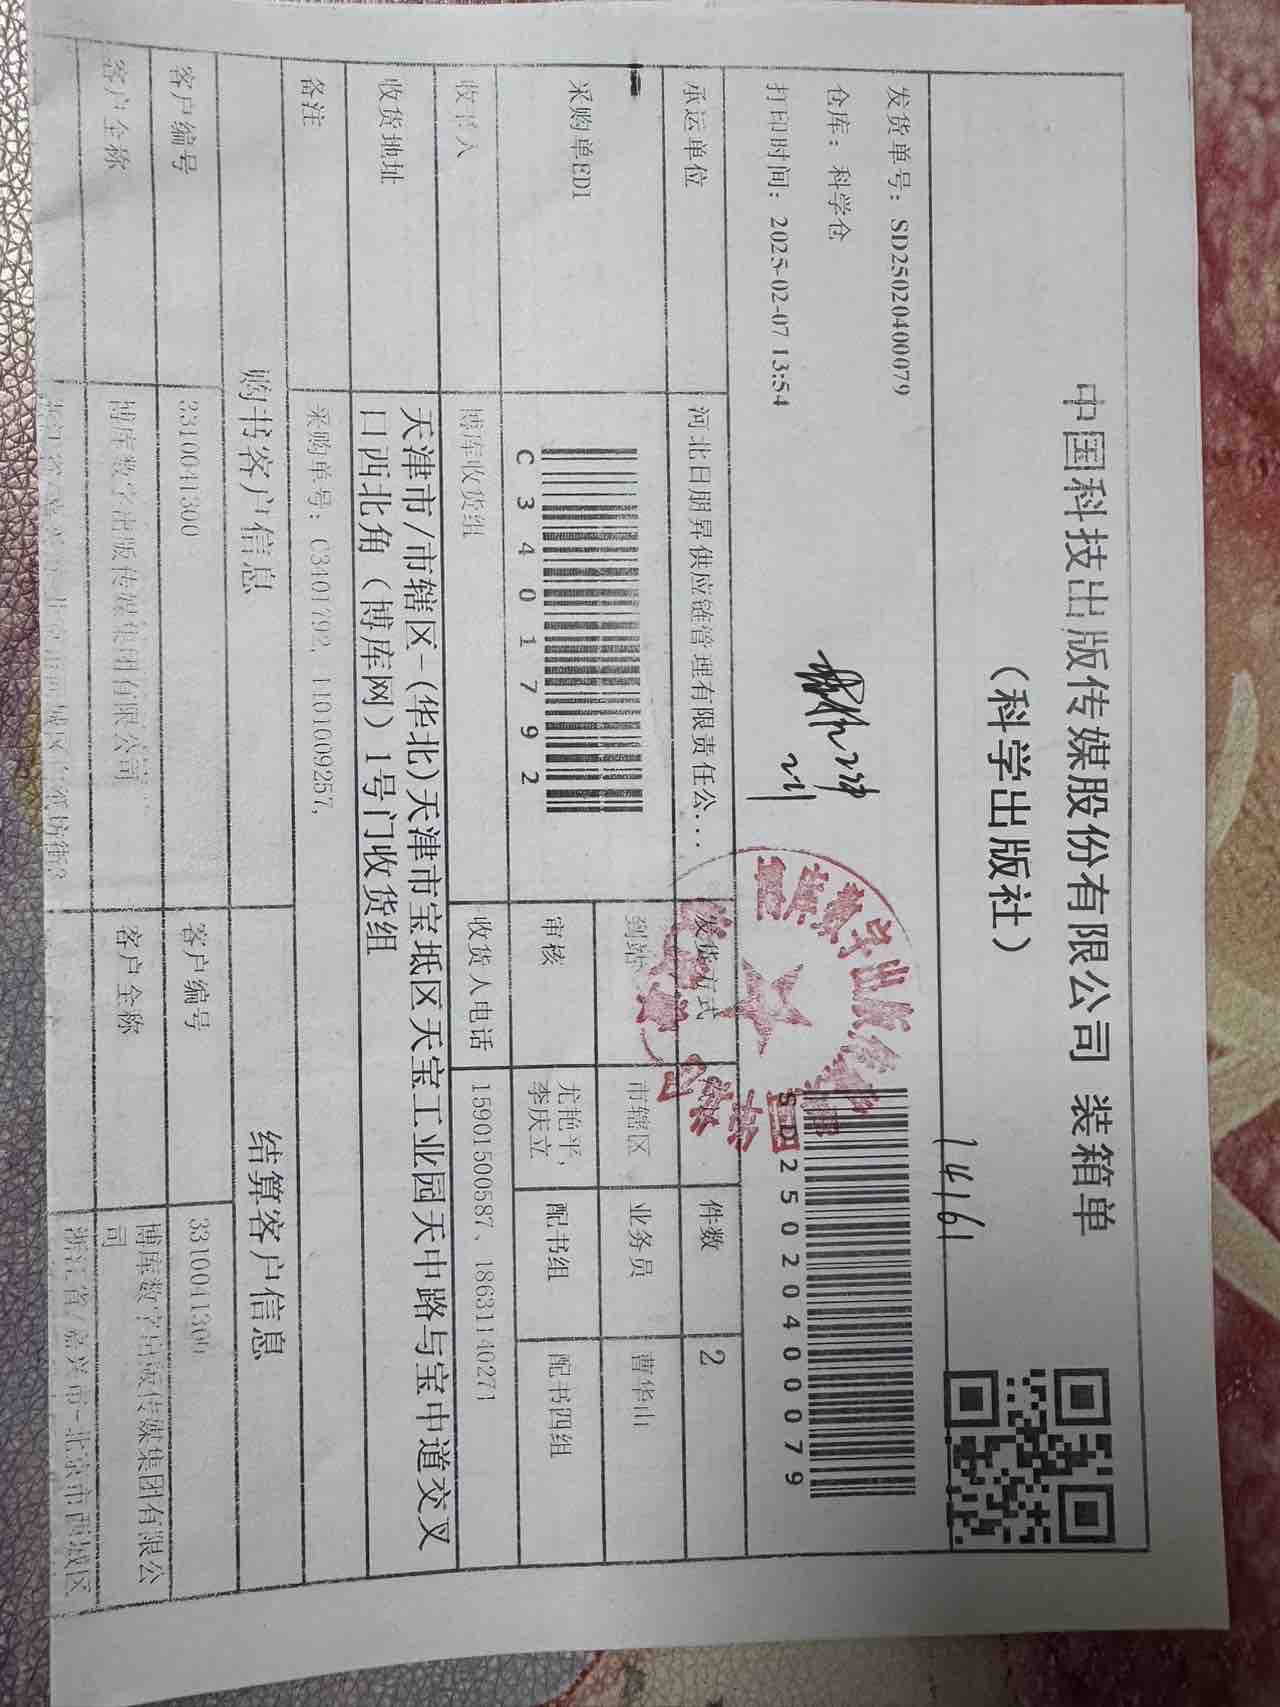 中国科技出版传媒股份有限公司 装箱单
（科学出版社）
14161
发货单号：SD2502040079
仓库：科学仓
打印时间：2025-02-07 13:54
SD2502040079
承运单位 河北日朋昇供应链管理有限责任公... 发货方式 件数 2
到站 市辖区 业务员 曹华山
采购单EDI C3401792 审核 尤艳平，李庆立 配书组 配书四组
收书人 博库收货组 收货人电话 15901500587、18631140271
收货地址 天津市/市辖区-(华北)天津市宝坻区天宝工业园天中路与宝中道交叉
口西北角（博库网）1号门收货组
备注 采购单号：C3401792, 1101009257,
购书客户信息 结算客户信息
客户编号 331004130O 客户编号 3310041300
客户全称 博库数字出版传媒集团有限公司 客户全称 博库数字出版传媒集团有限公
司
浙江省/嘉兴市-北京市西城区